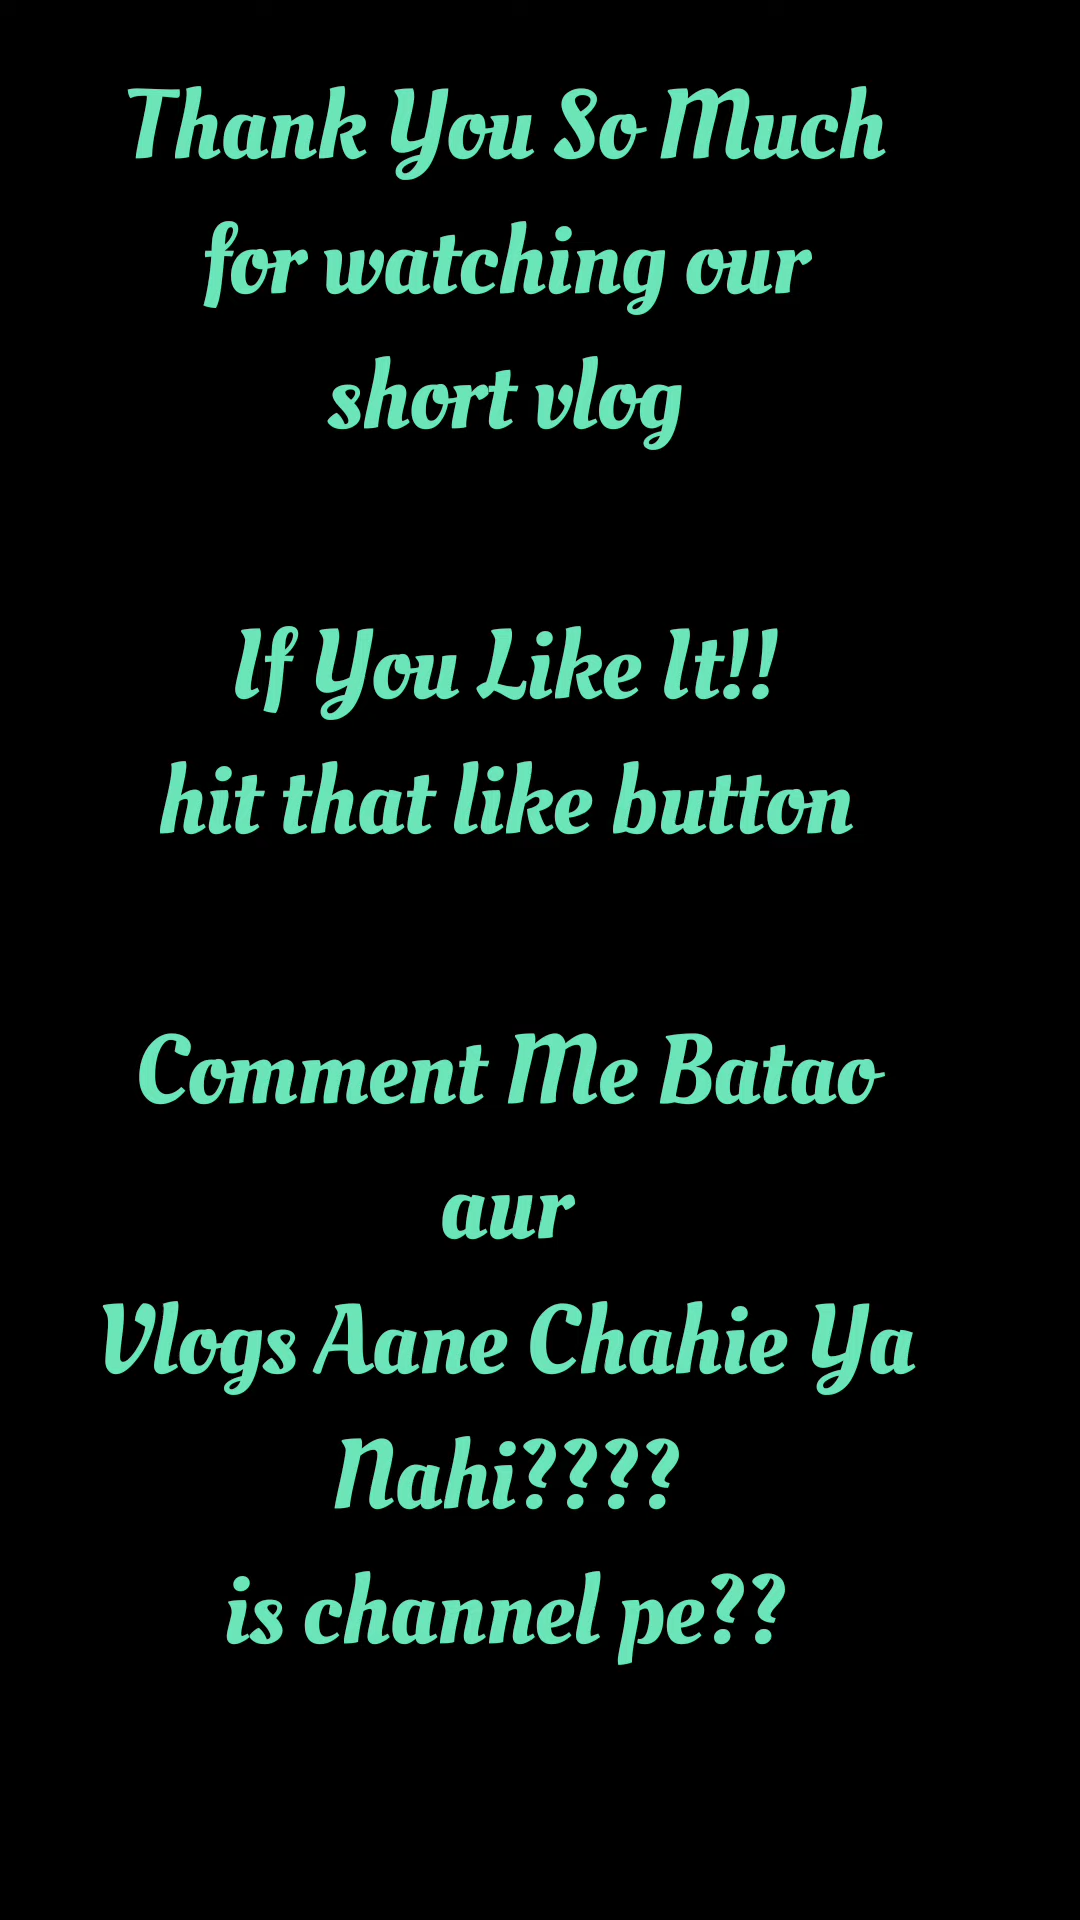 Thank You So Much
for watching our
short vlog
If You Like It!!
hit that like button
Comment Me Batao
aur
Vlogs Aane Chahie Ya
Nahi????
is channel pe??